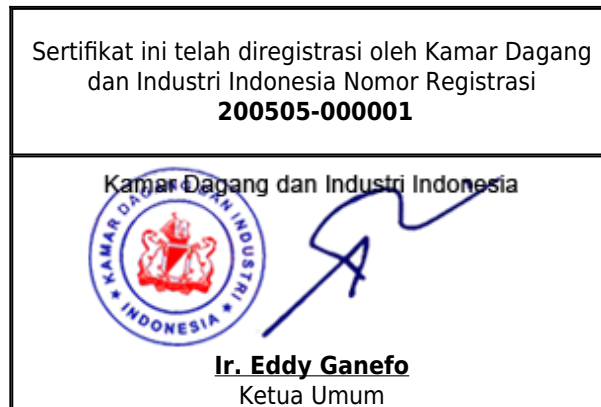 Sertifikat ini telah diregistrasi oleh Kamar Dagang
dan Industri Indonesia Nomor Registrasi
200505-000001
Kamar Dagang dan Industri Indonesia
KAMAR DAGANG DAN INDUSTRI
★ INDONESIA ★
Ir. Eddy Ganefo
Ketua Umum